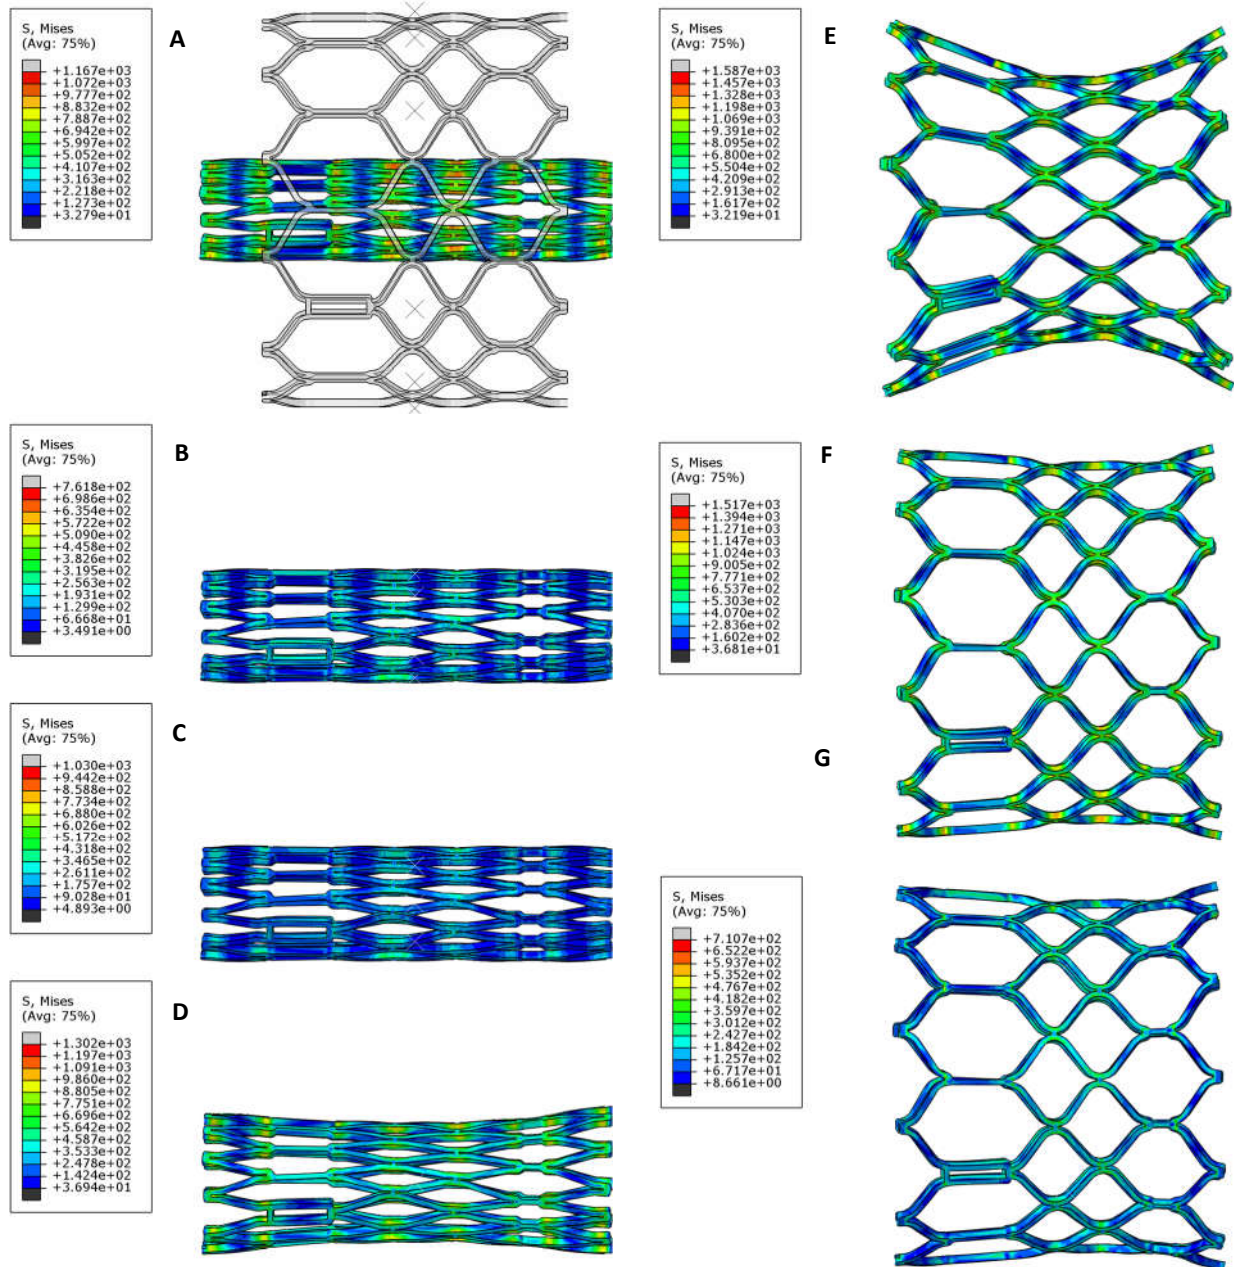 S, Mises
(Avg: 75%)
+1.167e+03
+1.072e+03
+9.777e+02
+8.832e+02
+7.887e+02
+6.942e+02
+5.997e+02
+5.052e+02
+4.107e+02
+3.163e+02
+2.218e+02
+1.273e+02
+3.279e+01
A
S, Mises
(Avg: 75%)
+7.618e+02
+6.986e+02
+6.354e+02
+5.722e+02
+5.090e+02
+4.458e+02
+3.826e+02
+3.195e+02
+2.563e+02
+1.931e+02
+1.299e+02
+6.668e+01
+3.491e+00
B
S, Mises
(Avg: 75%)
+1.030e+03
+9.442e+02
+8.588e+02
+7.734e+02
+6.880e+02
+6.026e+02
+5.172e+02
+4.318e+02
+3.465e+02
+2.611e+02
+1.757e+02
+9.028e+01
+4.893e+00
C
S, Mises
(Avg: 75%)
+1.302e+03
+1.197e+03
+1.091e+03
+9.860e+02
+8.805e+02
+7.751e+02
+6.696e+02
+5.642e+02
+4.587e+02
+3.533e+02
+2.478e+02
+1.424e+02
+3.694e+01
D
S, Mises
(Avg: 75%)
+1.587e+03
+1.457e+03
+1.328e+03
+1.198e+03
+1.069e+03
+9.391e+02
+8.095e+02
+6.800e+02
+5.504e+02
+4.209e+02
+2.913e+02
+1.617e+02
+3.219e+01
E
S, Mises
(Avg: 75%)
+1.517e+03
+1.394e+03
+1.271e+03
+1.147e+03
+1.024e+03
+9.005e+02
+7.771e+02
+6.537e+02
+5.303e+02
+4.070e+02
+2.836e+02
+1.602e+02
+3.681e+01
F
G
S, Mises
(Avg: 75%)
+7.107e+02
+6.522e+02
+5.937e+02
+5.352e+02
+4.767e+02
+4.182e+02
+3.597e+02
+3.012e+02
+2.427e+02
+1.842e+02
+1.257e+02
+6.717e+01
+8.661e+00